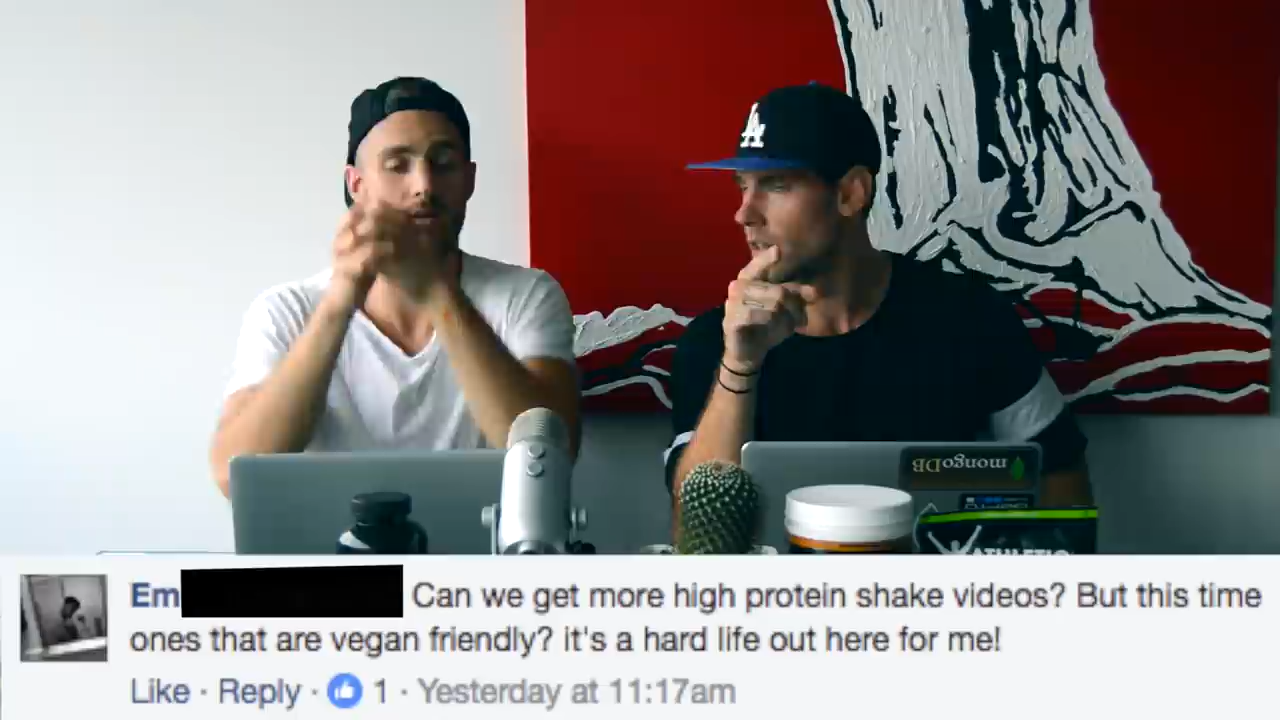 LA
mongoDB
ATHLETIC
Em Can we get more high protein shake videos? But this time
ones that are vegan friendly? it's a hard life out here for me!
Like · Reply · 1 · Yesterday at 11:17am